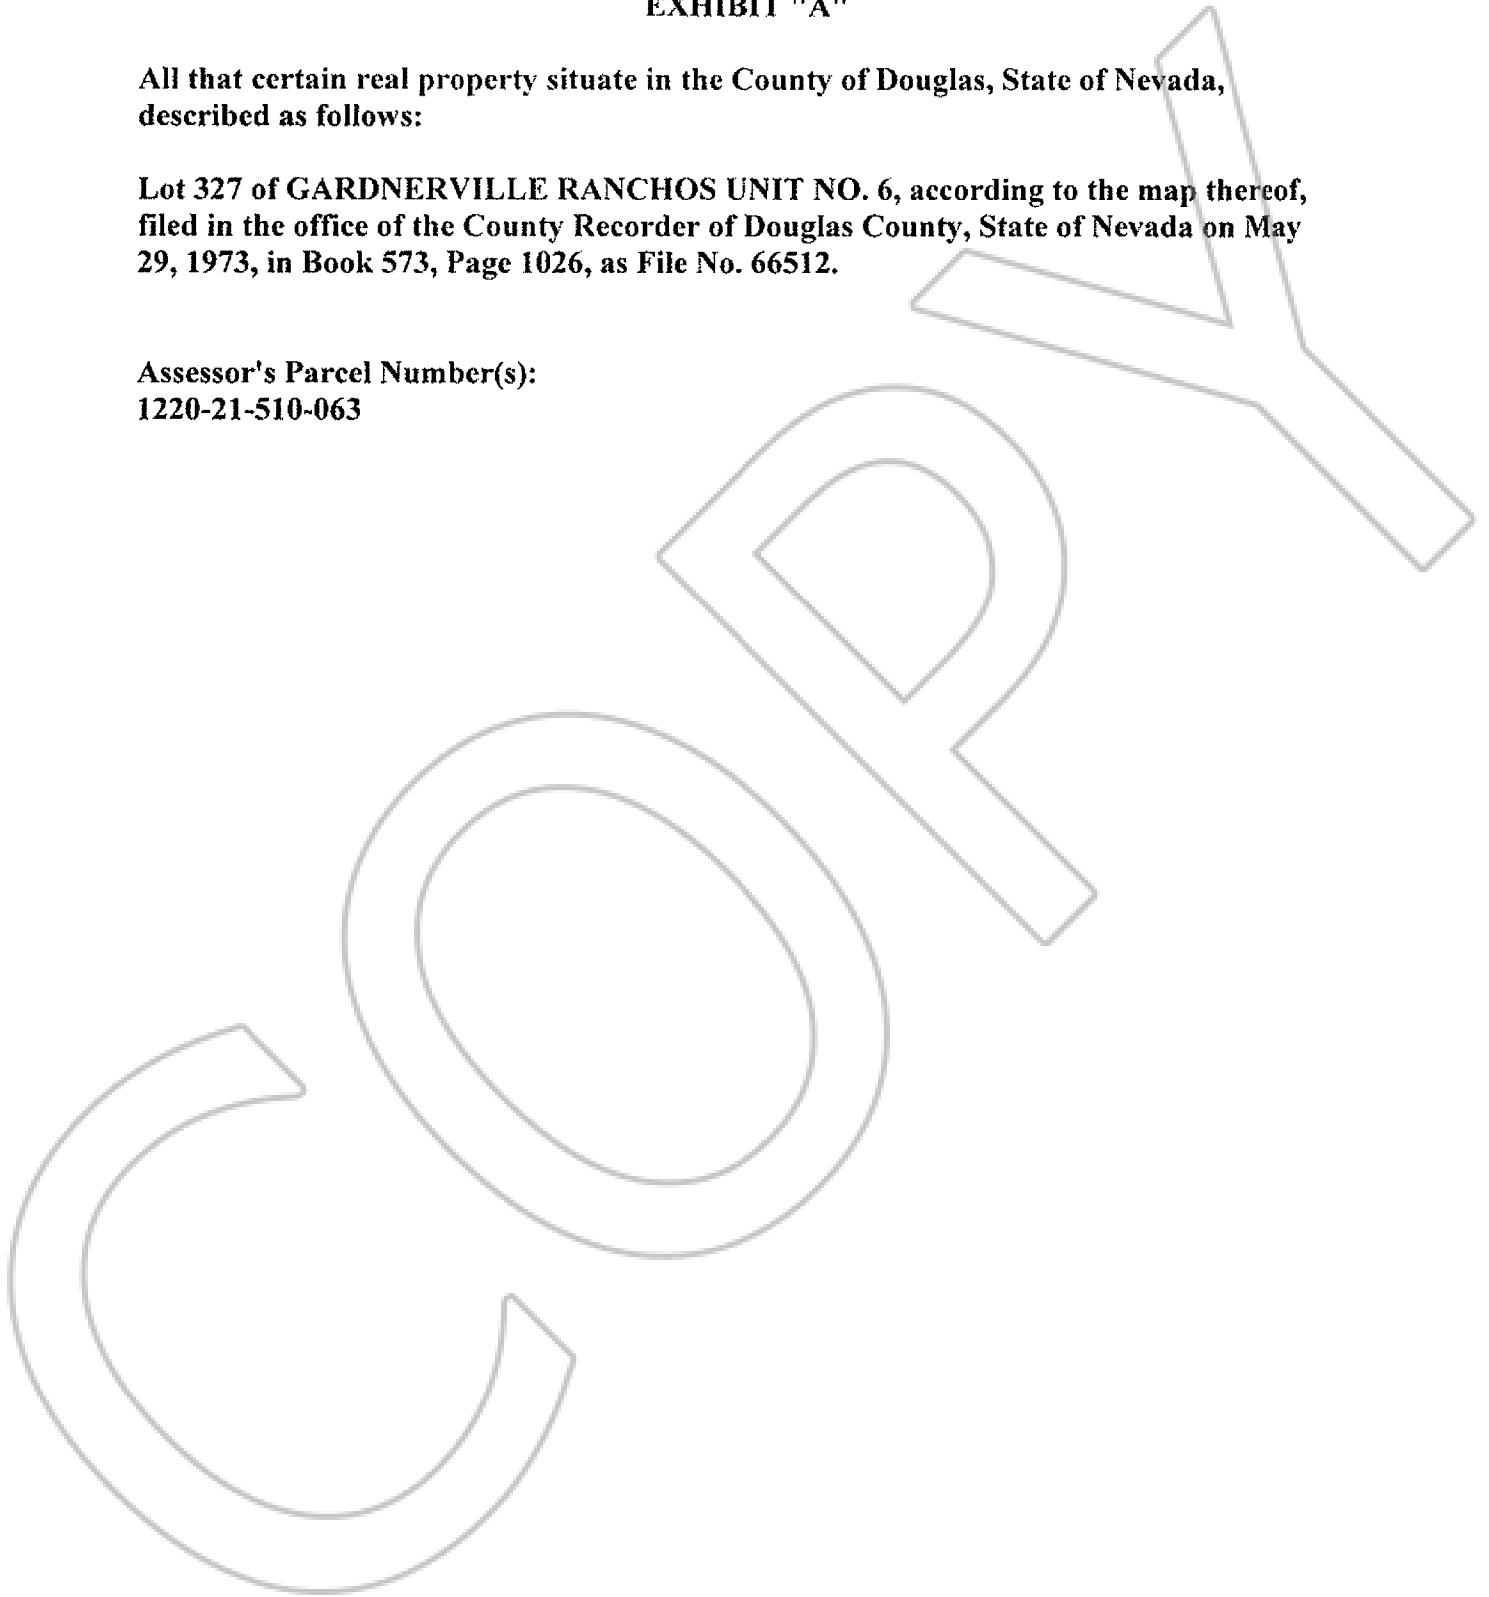 EXHIBIT "A"
All that certain real property situate in the County of Douglas, State of Nevada,
described as follows:
Lot 327 of GARDNERVILLE RANCHOS UNIT NO. 6, according to the map thereof,
filed in the office of the County Recorder of Douglas County, State of Nevada on May
29, 1973, in Book 573, Page 1026, as File No. 66512.
Assessor's Parcel Number(s):
1220-21-510-063
COPY